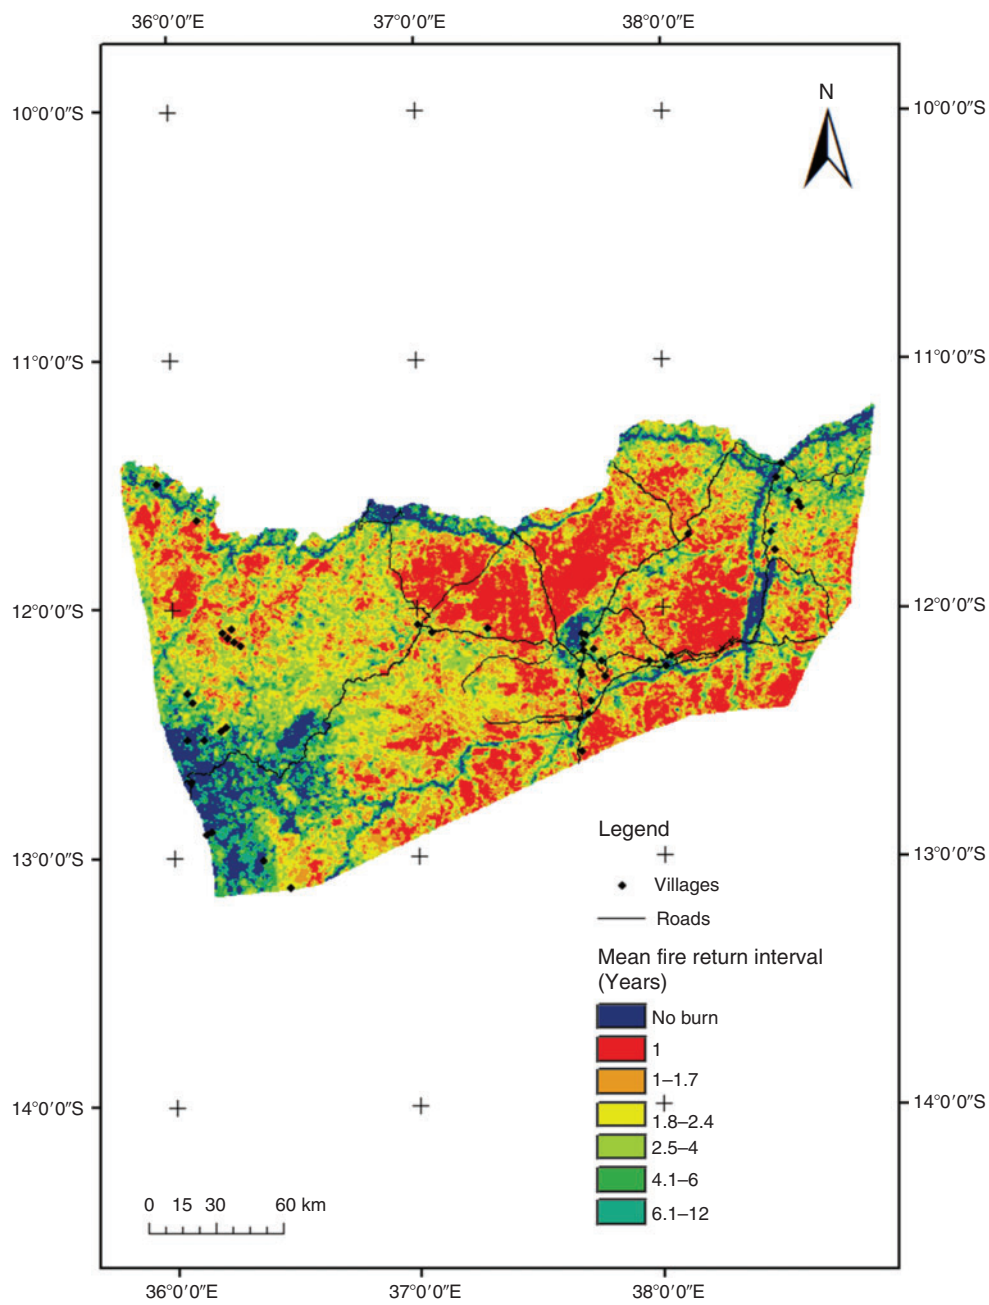 36°0′0″E 37°0′0″E 38°0′0″E
N
10°0′0″S 10°0′0″S
11°0′0″S 11°0′0″S
12°0′0″S 12°0′0″S
13°0′0″S 13°0′0″S
14°0′0″S 14°0′0″S
Legend
Villages
Roads
Mean fire return interval
(Years)
No burn
1
1–1.7
1.8–2.4
2.5–4
4.1–6
6.1–12
0 15 30 60 km
36°0′0″E 37°0′0″E 38°0′0″E